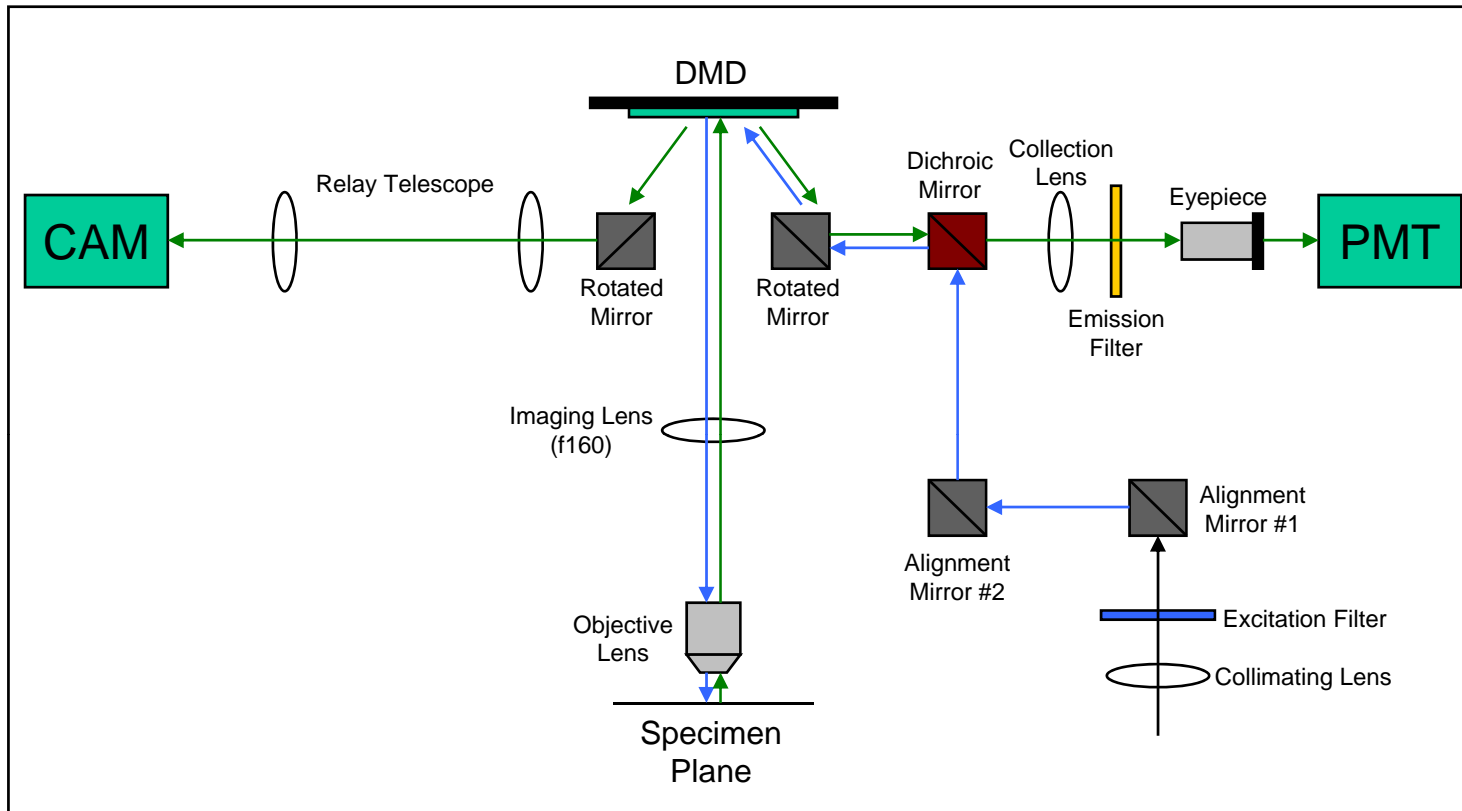 DMD
Relay Telescope
Dichroic
Mirror
Collection
Lens
Eyepiece
CAM
PMT
Rotated
Mirror
Rotated
Mirror
Emission
Filter
Imaging Lens
(f160)
Alignment
Mirror #1
Alignment
Mirror #2
Objective
Lens
Excitation Filter
Collimating Lens
Specimen
Plane